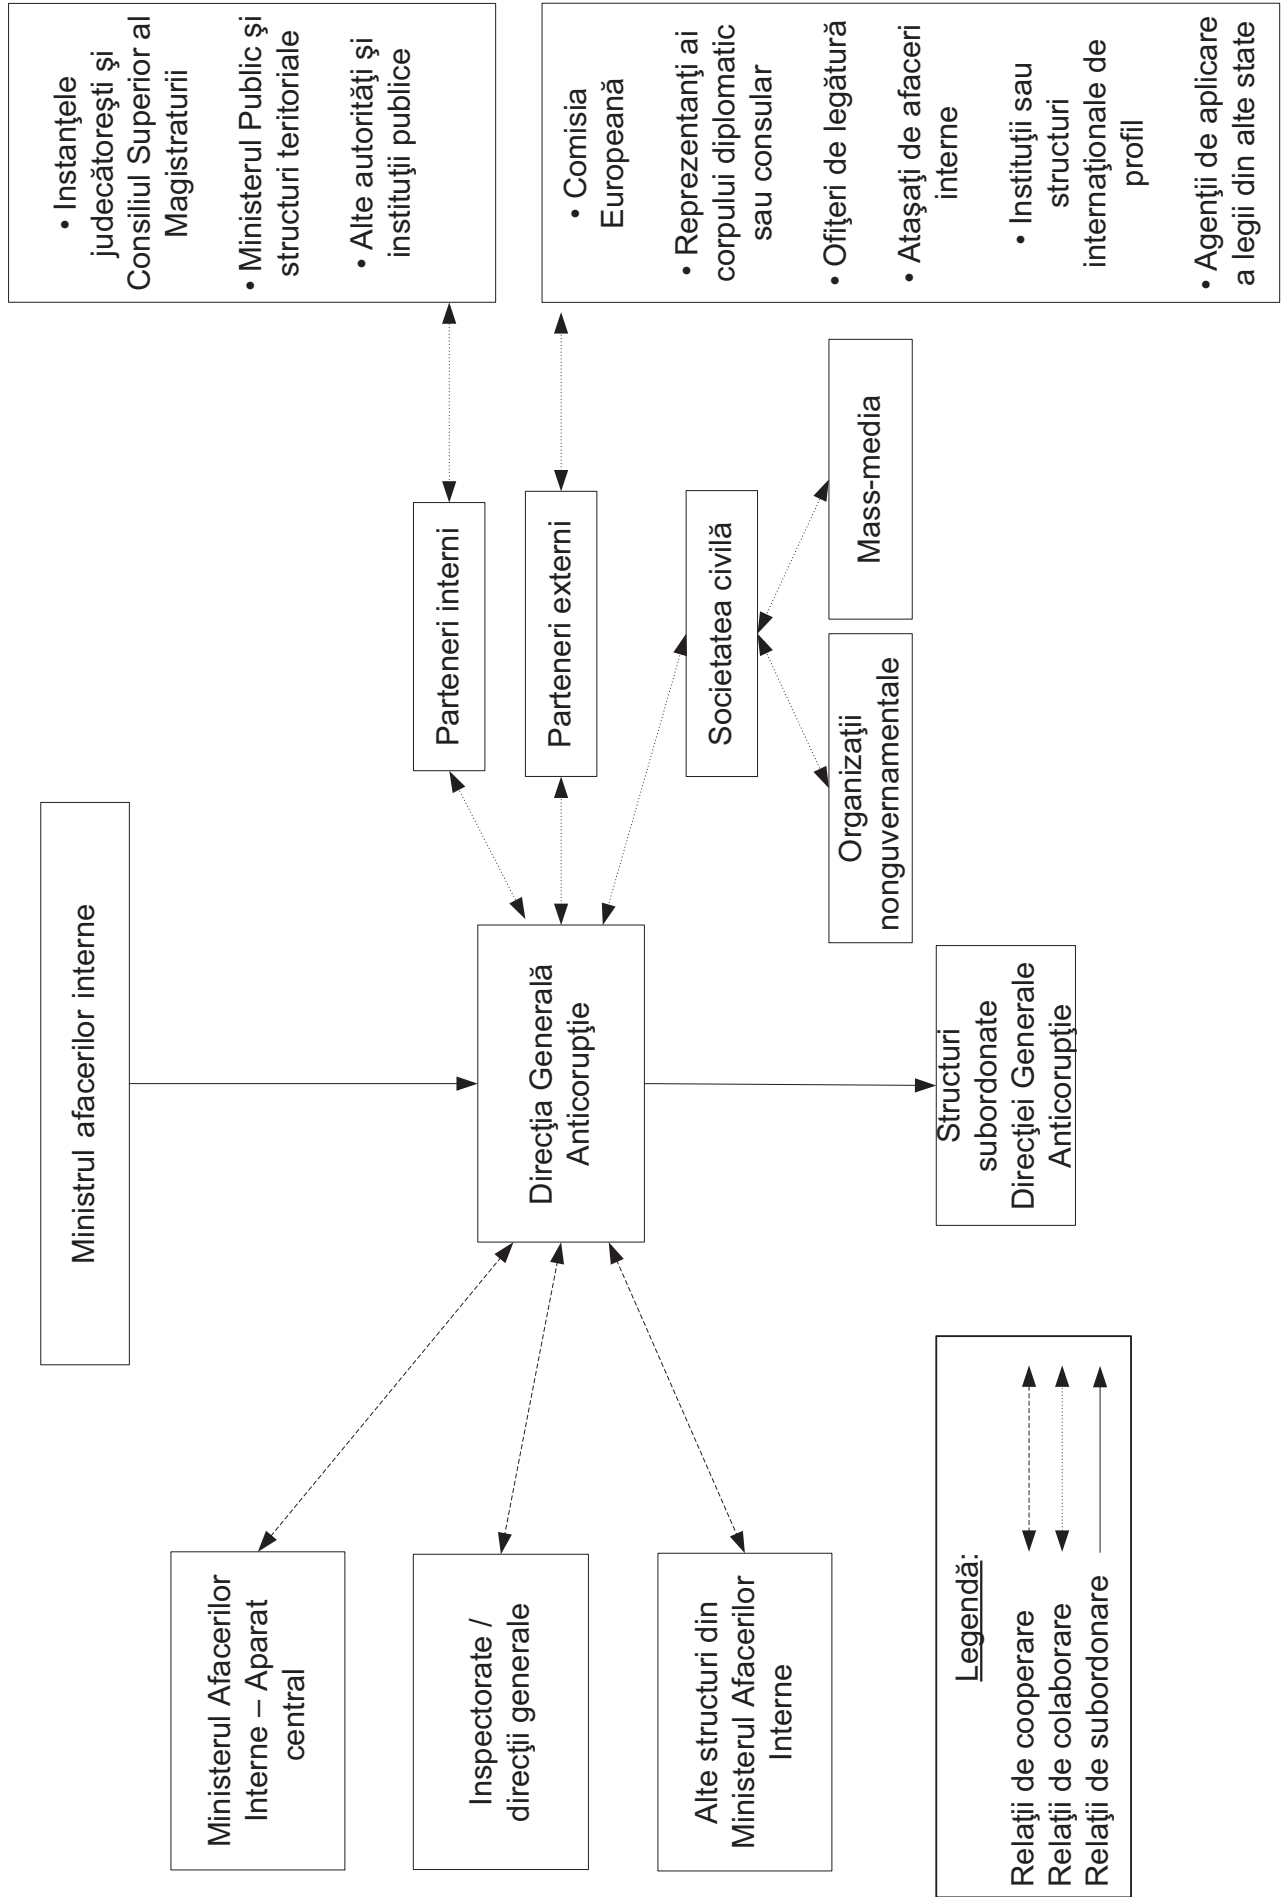 Ministrul afacerilor interne
• Instanţele
judecătoreşti şi
Consiliul Superior al
Magistraturii
• Ministerul Public şi
structuri teritoriale
• Alte autorităţi şi
instituţii publice
Ministerul Afacerilor
Interne – Aparat
central
Parteneri interni
Inspectorate /
direcţii generale
Direcţia Generală
Anticorupţie
Parteneri externi
• Comisia
Europeană
• Reprezentanţi ai
corpului diplomatic
sau consular
• Ofiţeri de legătură
• Ataşaţi de afaceri
interne
• Instituţii sau
structuri
internaţionale de
profil
• Agenţii de aplicare
a legii din alte state
Alte structuri din
Ministerul Afacerilor
Interne
Societatea civilă
Organizaţii
nonguvernamentale
Mass-media
Structuri
subordonate
Direcţiei Generale
Anticorupţie
Legendă:
Relaţii de cooperare
Relaţii de colaborare
Relaţii de subordonare